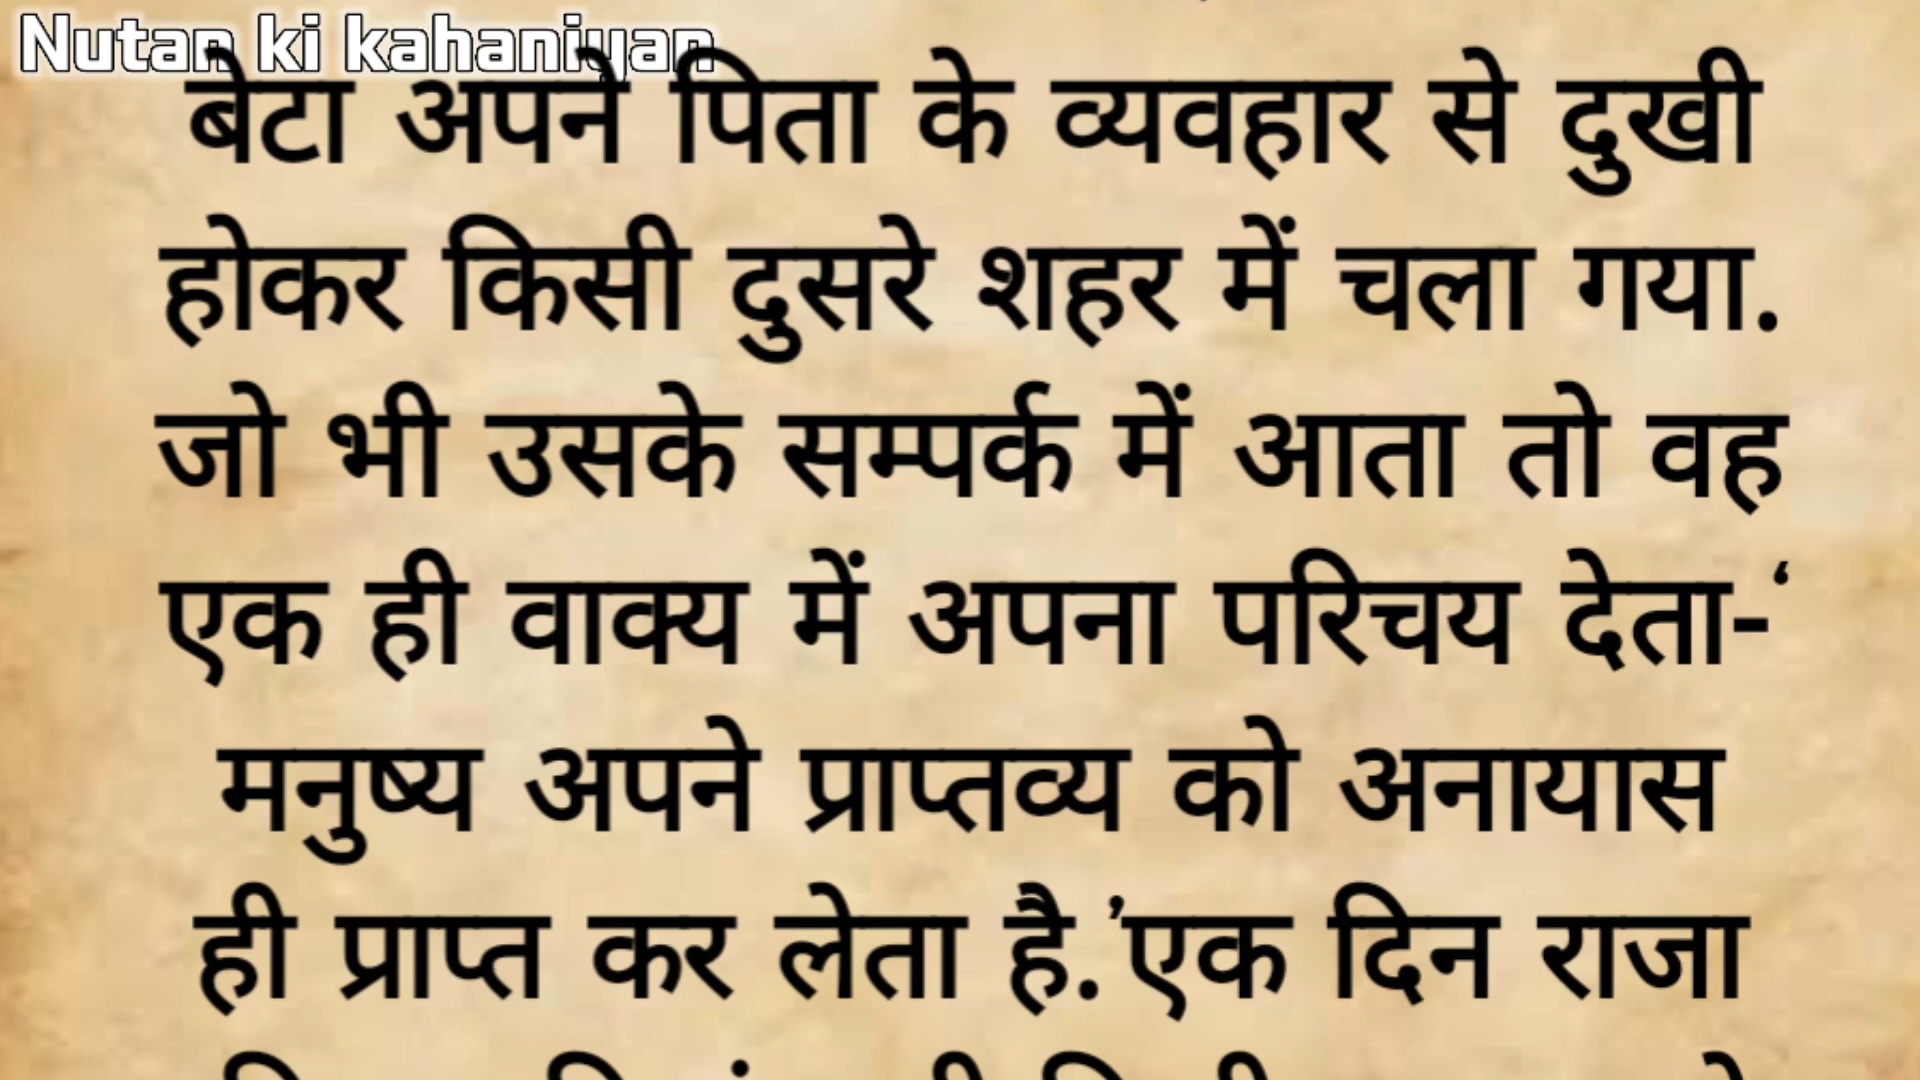 Nutan ki kahaniyan
बेटा अपने पिता के व्यवहार से दुखी
होकर किसी दुसरे शहर में चला गया.
जो भी उसके सम्पर्क में आता तो वह
एक ही वाक्य में अपना परिचय देता-‘
मनुष्य अपने प्राप्तव्य को अनायास
ही प्राप्त कर लेता है.’एक दिन राजा